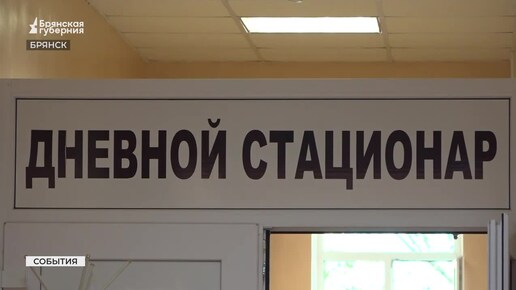 Брянская
губерния
БРЯНСК
ДНЕВНОЙ СТАЦИОНАР
СОБЫТИЯ